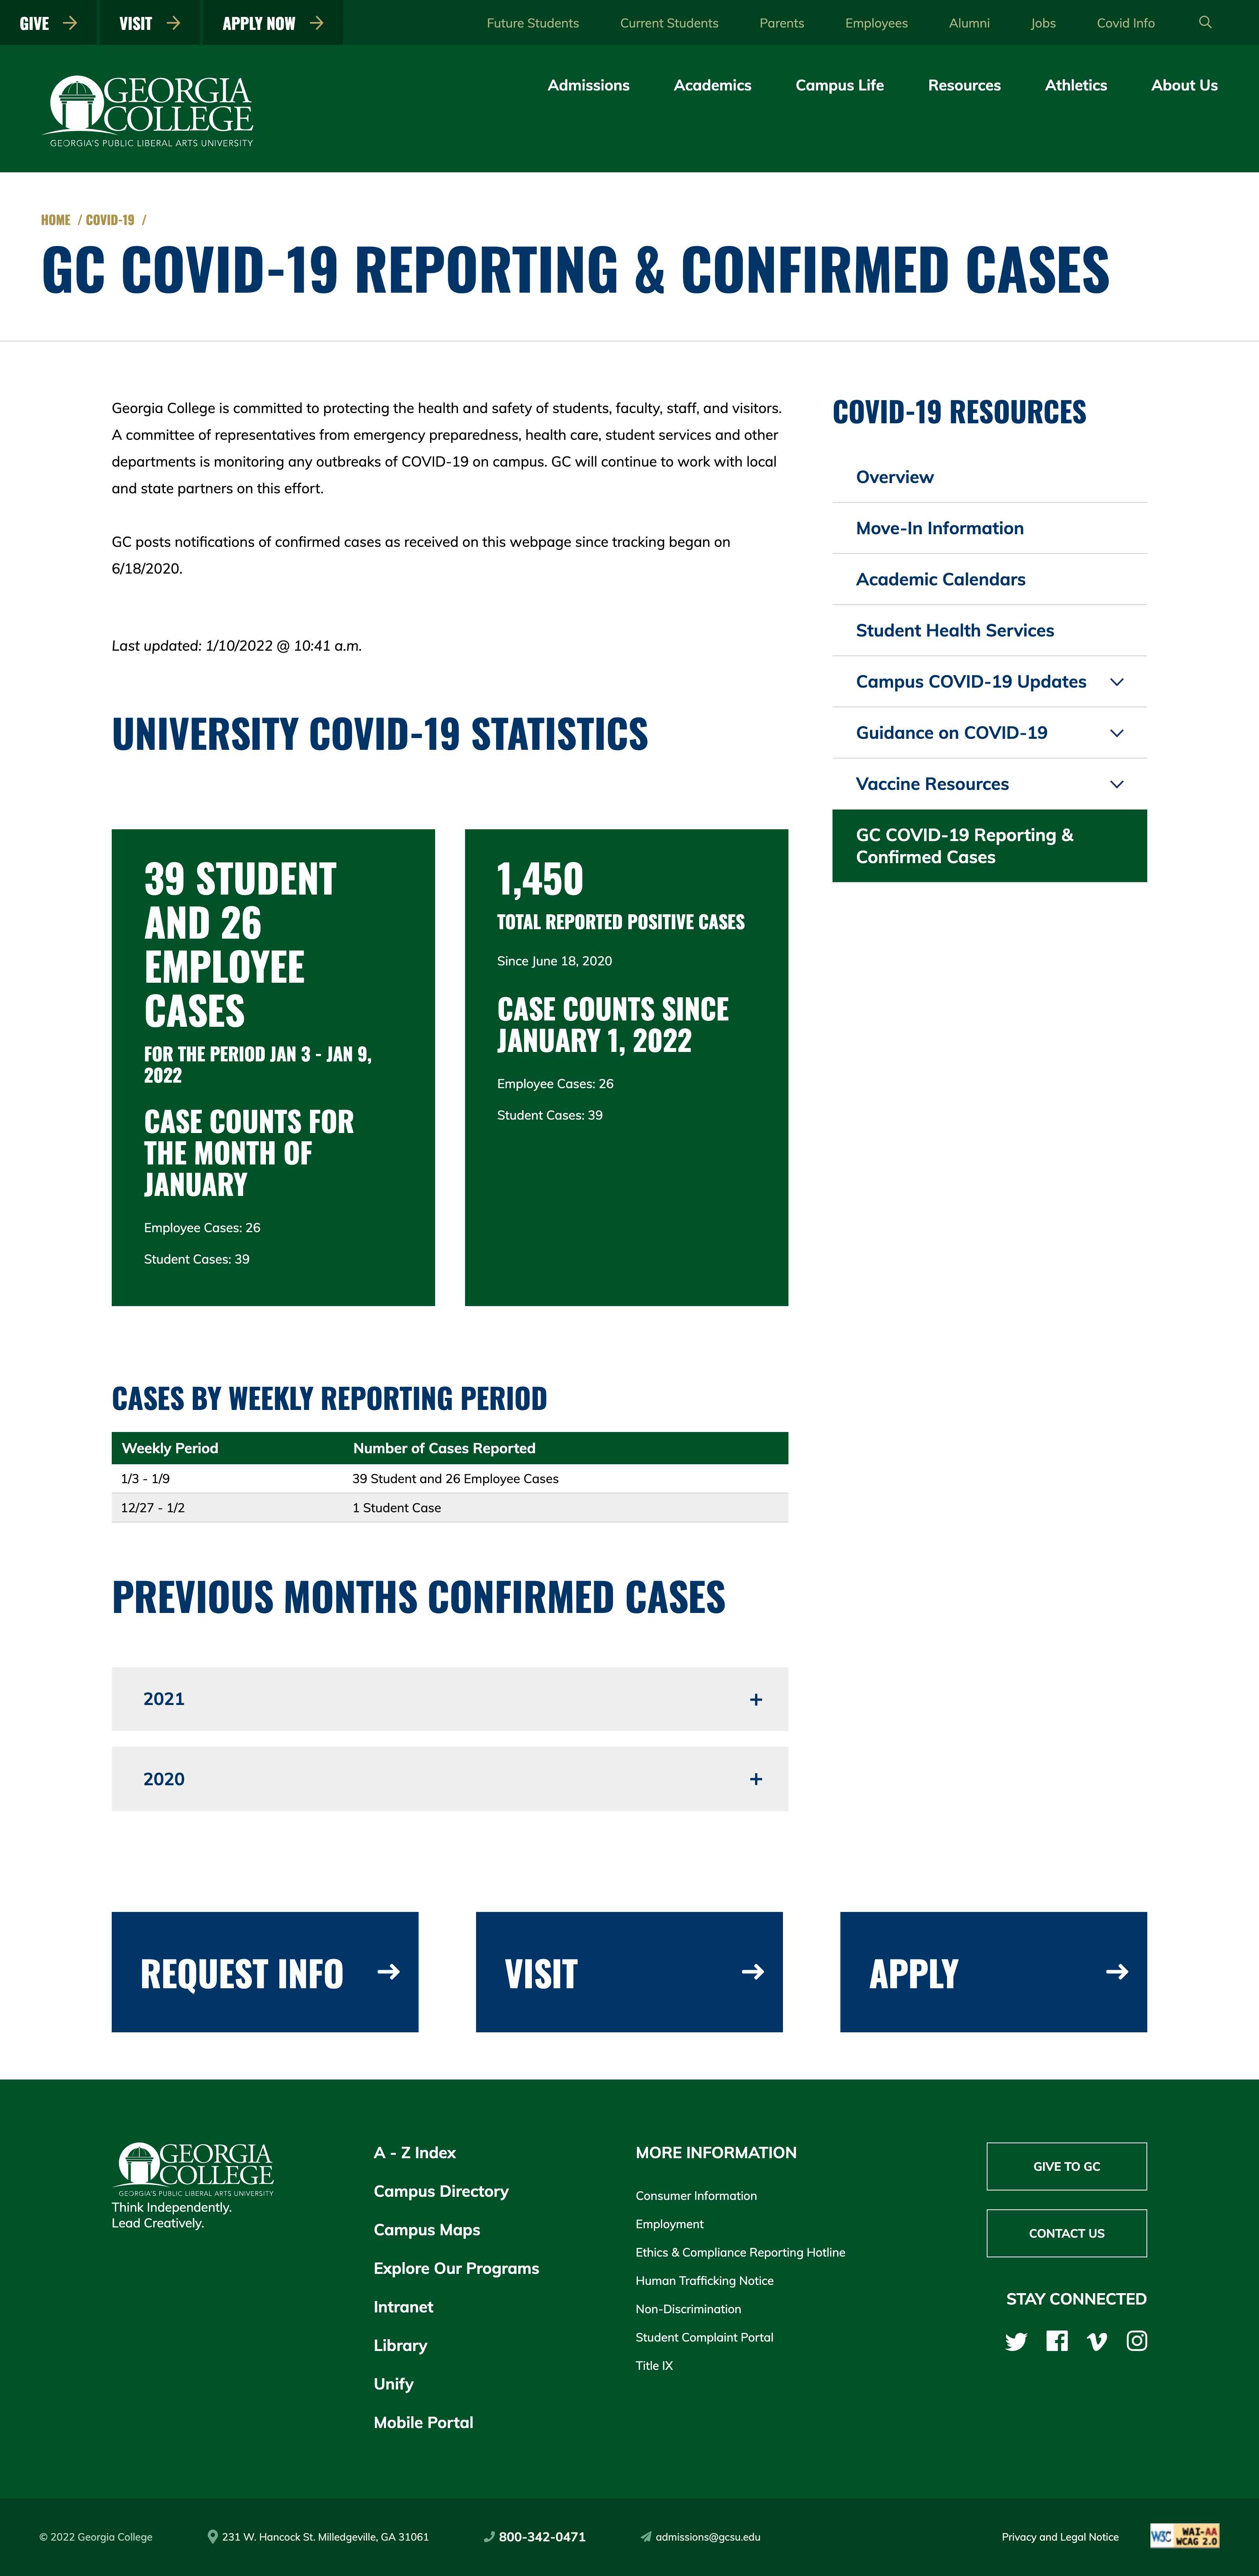 GIVE
VISIT
APPLY NOW
Future Students
Current Students
Parents
Employees
Alumni
Jobs
Covid Info
GEORGIA
COLLEGE
GEORGIA'S PUBLIC LIBERAL ARTS UNIVERSITY
Admissions
Academics
Campus Life
Resources
Athletics
About Us
HOME / COVID-19 /
GC COVID-19 REPORTING & CONFIRMED CASES
Georgia College is committed to protecting the health and safety of students, faculty, staff, and visitors.
A committee of representatives from emergency preparedness, health care, student services and other
departments is monitoring any outbreaks of COVID-19 on campus. GC will continue to work with local
and state partners on this effort.
GC posts notifications of confirmed cases as received on this webpage since tracking began on
6/18/2020.
Last updated: 1/10/2022 @ 10:41 a.m.
UNIVERSITY COVID-19 STATISTICS
39 STUDENT
AND 26
EMPLOYEE
CASES
FOR THE PERIOD JAN 3 - JAN 9,
2022
CASE COUNTS FOR
THE MONTH OF
JANUARY
Employee Cases: 26
Student Cases: 39
1,450
TOTAL REPORTED POSITIVE CASES
Since June 18, 2020
CASE COUNTS SINCE
JANUARY 1, 2022
Employee Cases: 26
Student Cases: 39
CASES BY WEEKLY REPORTING PERIOD
Weekly Period Number of Cases Reported
1/3 - 1/9 39 Student and 26 Employee Cases
12/27 - 1/2 1 Student Case
PREVIOUS MONTHS CONFIRMED CASES
2021 +
2020 +
COVID-19 RESOURCES
Overview
Move-In Information
Academic Calendars
Student Health Services
Campus COVID-19 Updates
Guidance on COVID-19
Vaccine Resources
GC COVID-19 Reporting &
Confirmed Cases
REQUEST INFO
VISIT
APPLY
GEORGIA
COLLEGE
GEORGIA'S PUBLIC LIBERAL ARTS UNIVERSITY
Think Independently.
Lead Creatively.
A - Z Index
Campus Directory
Campus Maps
Explore Our Programs
Intranet
Library
Unify
Mobile Portal
MORE INFORMATION
Consumer Information
Employment
Ethics & Compliance Reporting Hotline
Human Trafficking Notice
Non-Discrimination
Student Complaint Portal
Title IX
GIVE TO GC
CONTACT US
STAY CONNECTED
© 2022 Georgia College
231 W. Hancock St. Milledgeville, GA 31061
800-342-0471
admissions@gcsu.edu
Privacy and Legal Notice
W3C WAI-AA
WCAG 2.0